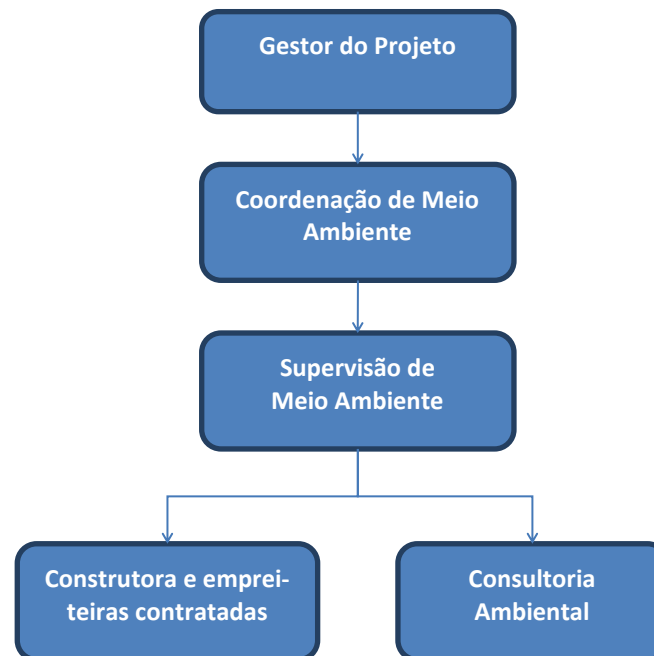 Gestor do Projeto
Coordenação de Meio
Ambiente
Supervisão de
Meio Ambiente
Construtora e emprei-
teiras contratadas
Consultoria
Ambiental